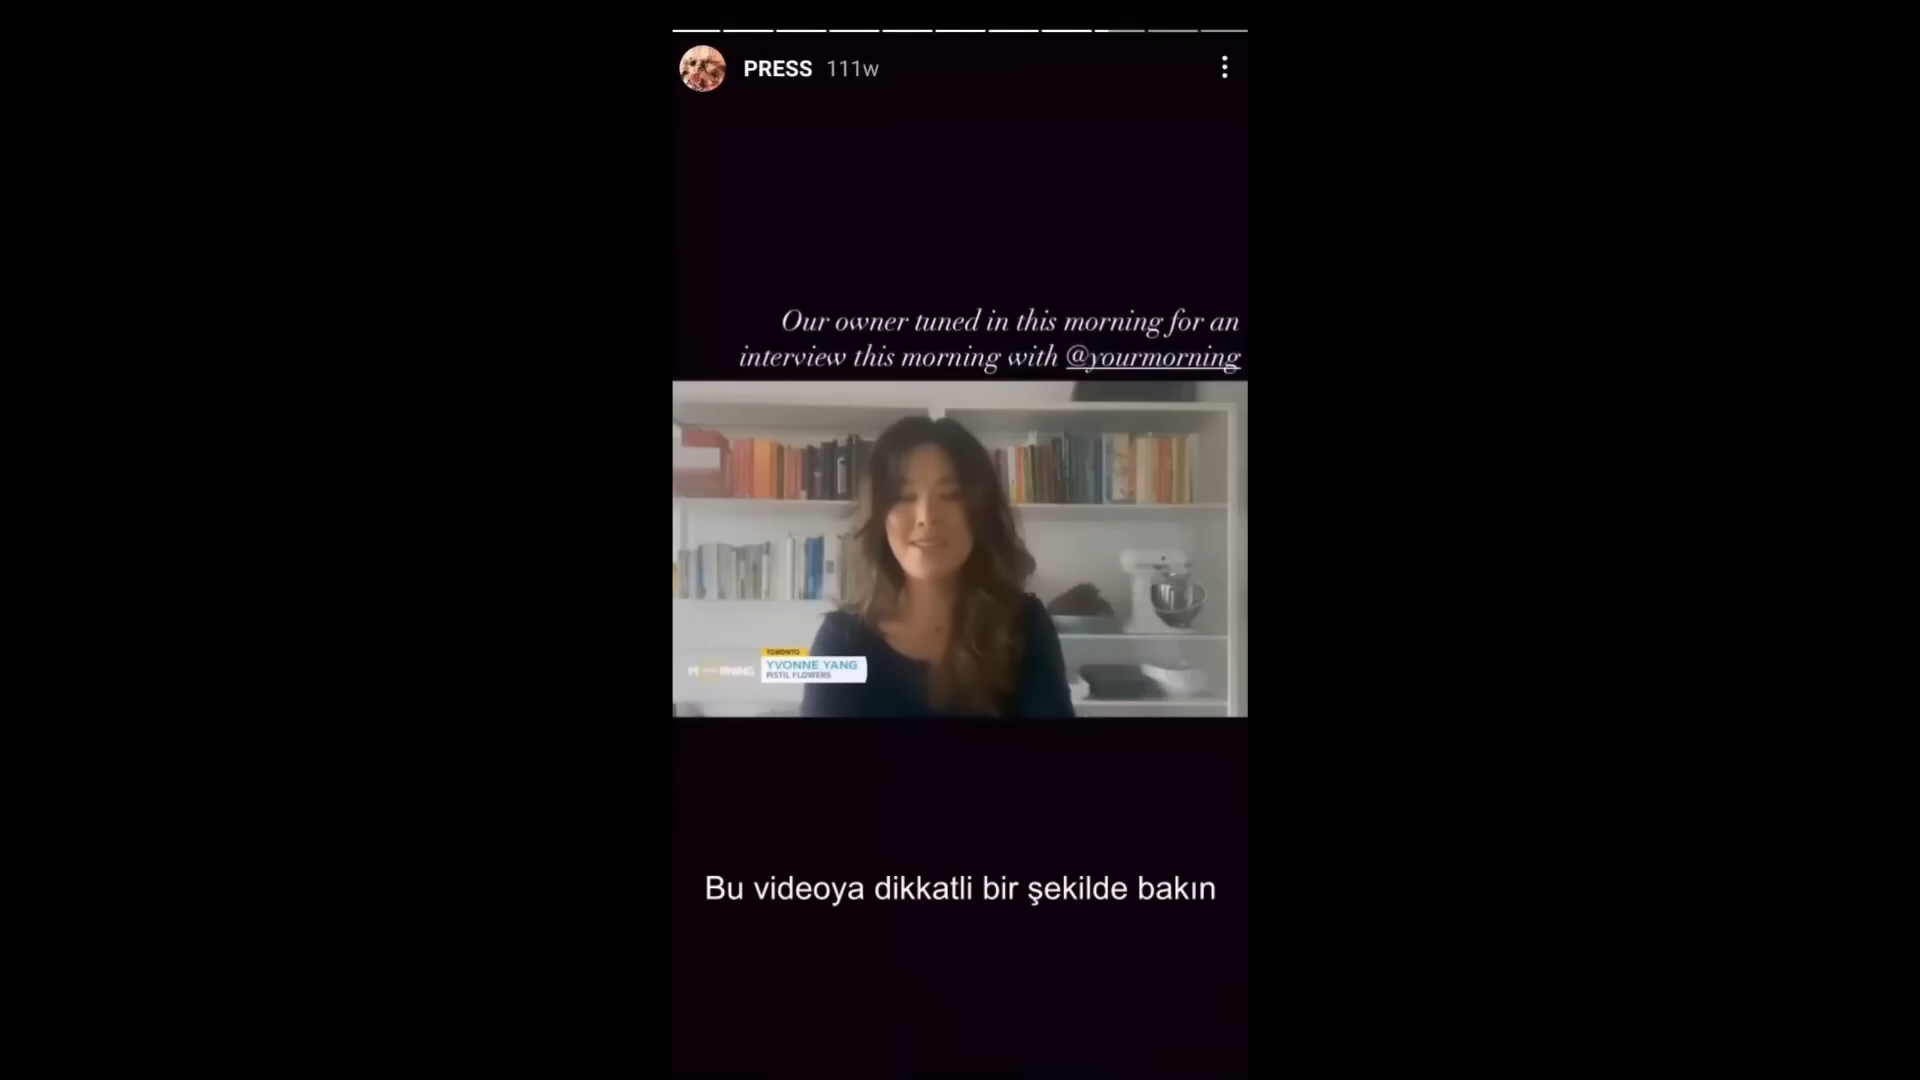 PRESS 111w
Our owner tuned in this morning for an
interview this morning with @yourmorning
TORONTO
YVONNE YANG
PISTIL FLOWERS
Bu videoya dikkatli bir şekilde bakın